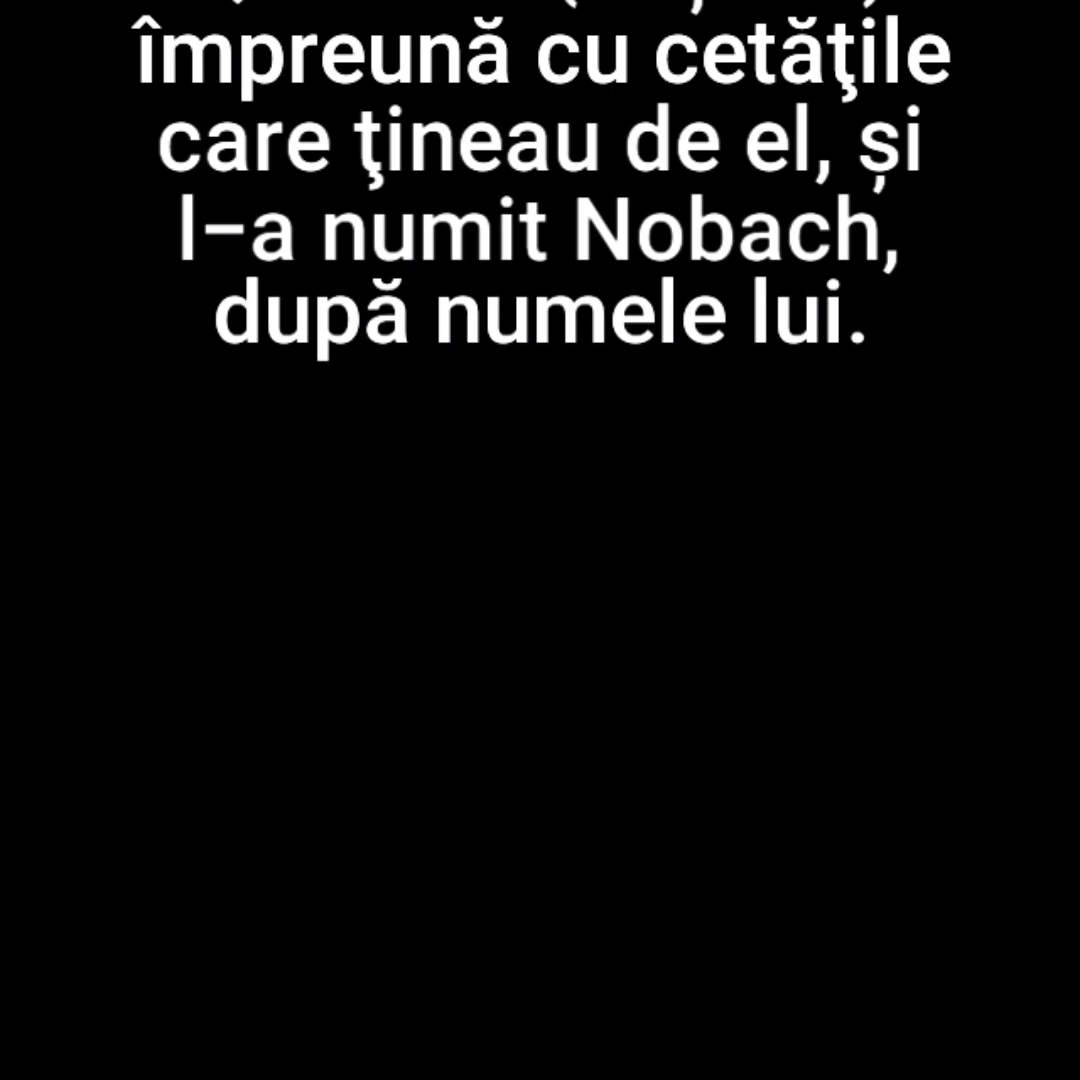 împreună cu cetăţile
care ţineau de el, și
l-a numit Nobach,
după numele lui.